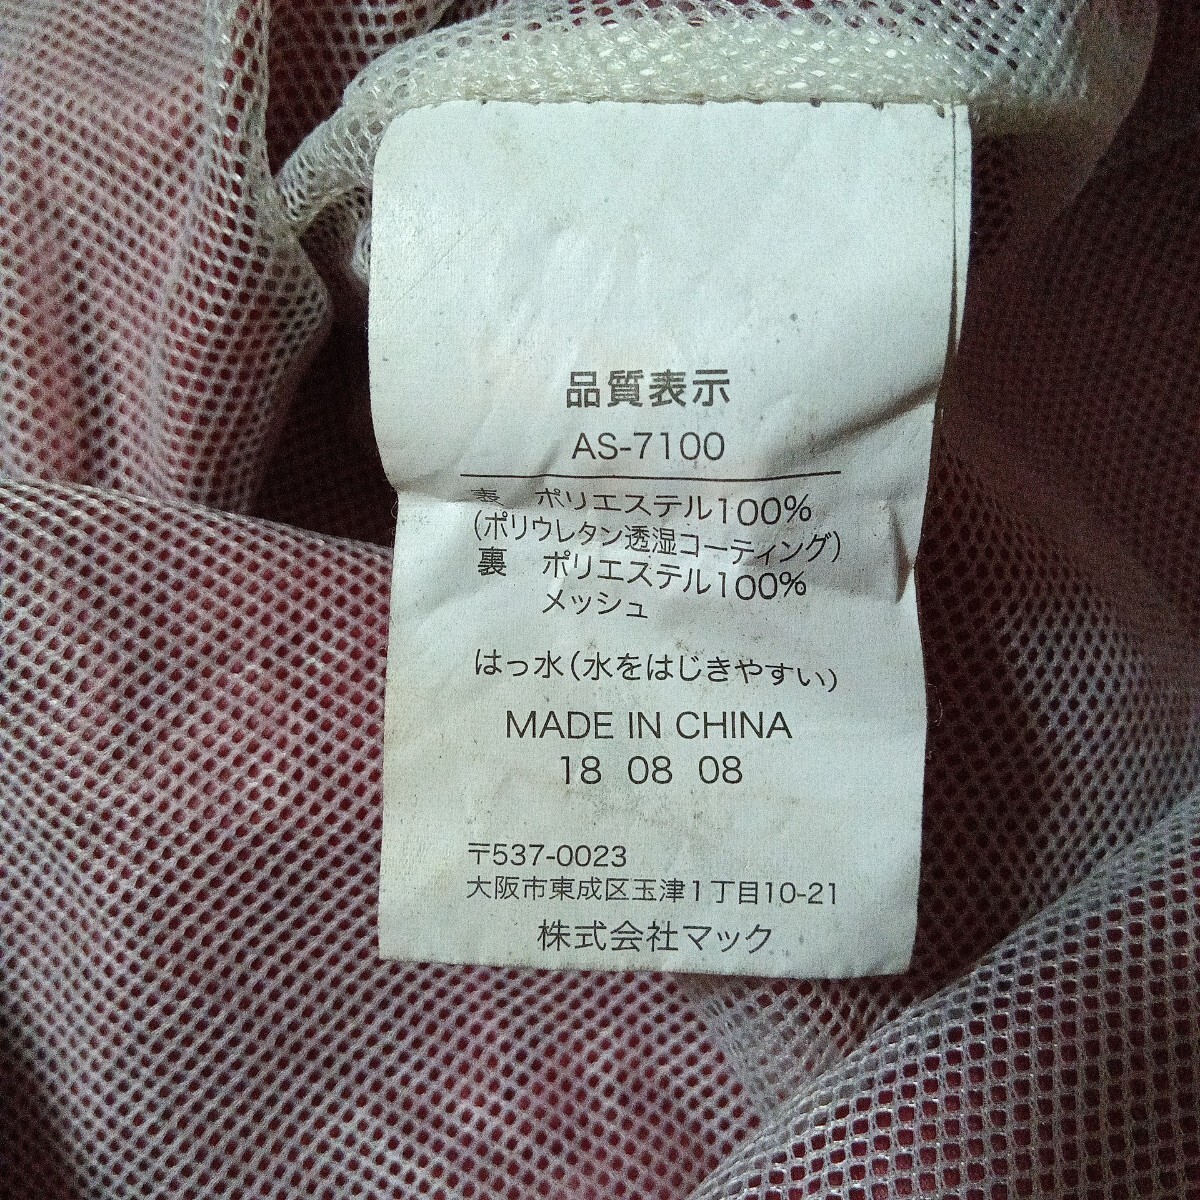 品質表示
AS-7100
表 ポリエステル100%
(ポリウレタン透湿コーティング)
裏 ポリエステル100%
メッシュ
はっ水(水をはじきやすい)
MADE IN CHINA
18 08 08
〒537-0023
大阪市東成区玉津1丁目10-21
株式会社マック